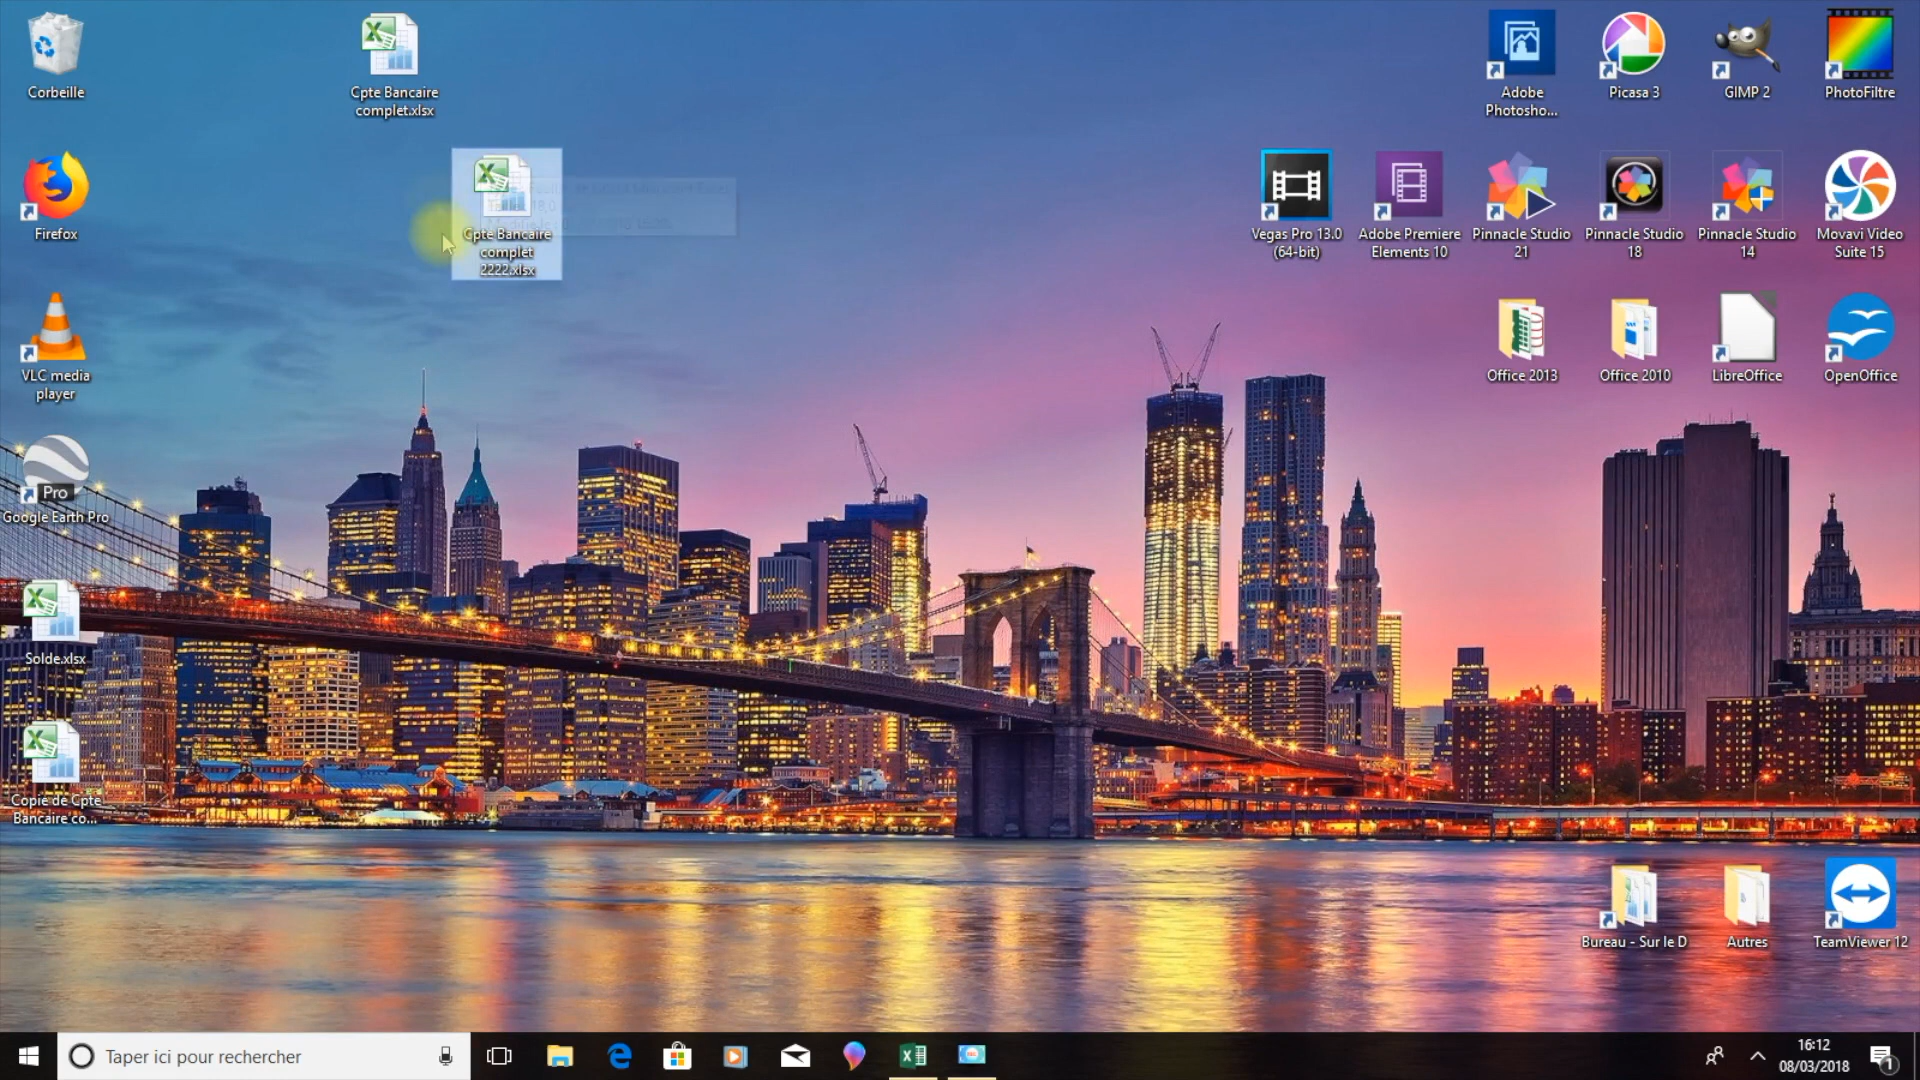 Corbeille
Cpte Bancaire
complet.xlsx
Adobe
Photosho...
Picasa 3
GIMP 2
PhotoFiltre
Firefox
Cpte Bancaire
complet
2222.xlsx
Vegas Pro 13.0
(64-bit)
Adobe Premiere
Elements 10
Pinnacle Studio
21
Pinnacle Studio
18
Pinnacle Studio
14
Movavi Video
Suite 15
VLC media
player
Office 2013
Office 2010
LibreOffice
OpenOffice
Pro
Google Earth Pro
Solde.xlsx
Copie de Cpte
Bancaire co...
Bureau - Sur le D
Autres
TeamViewer 12
Taper ici pour rechercher
16:12
08/03/2018
1